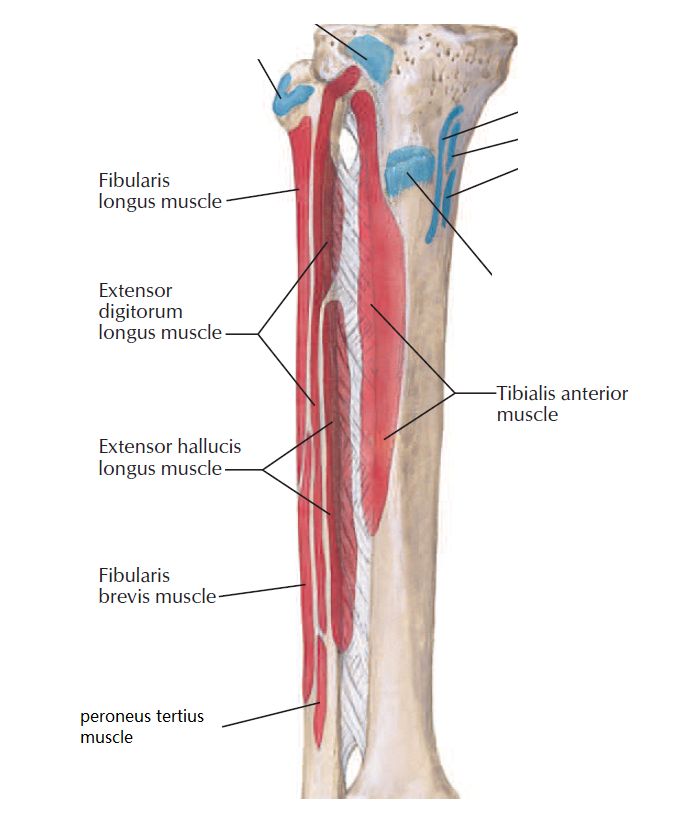 Fibularis
longus muscle
Extensor
digitorum
longus muscle
Tibialis anterior
muscle
Extensor hallucis
longus muscle
Fibularis
brevis muscle
peroneus tertius
muscle